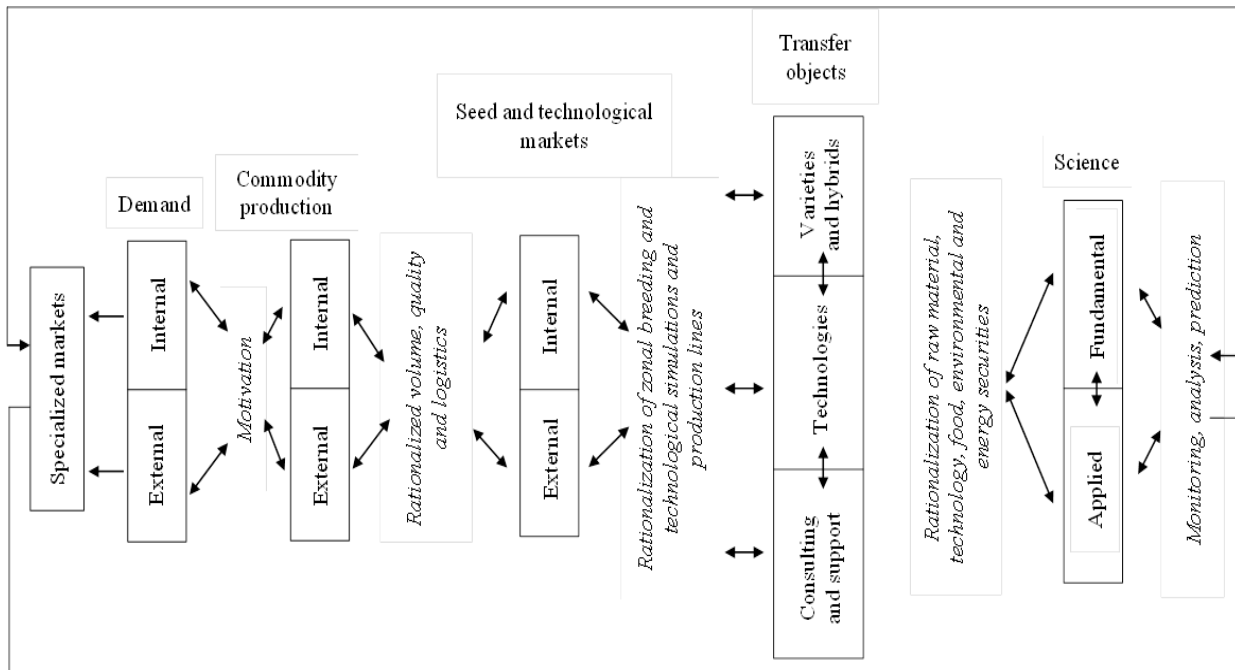 Transfer
objects
Seed and technological
markets
Science
Commodity
production
Demand
Specialized markets
Internal
External
Motivation
Internal
External
Rationalized volume, quality
and logistics
Internal
External
Rationalization of zonal breeding and
technological simulations and
production lines
Varieties
and hybrids
Technologies
Consulting
and support
Rationalization of raw material,
technology, food, environmental and
energy securities
Fundamental
Applied
Monitoring, analysis, prediction